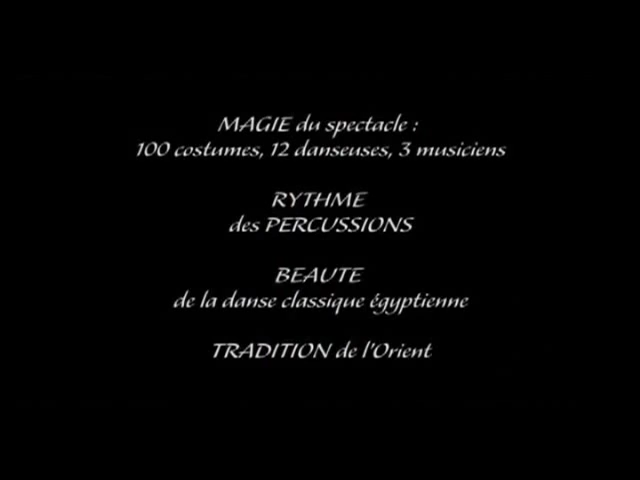 MAGIE du spectacle :
100 costumes, 12 danseuses, 3 musiciens
RYTHME
des PERCUSSIONS
BEAUTE
de la danse classique égyptienne
TRADITION de l'Orient